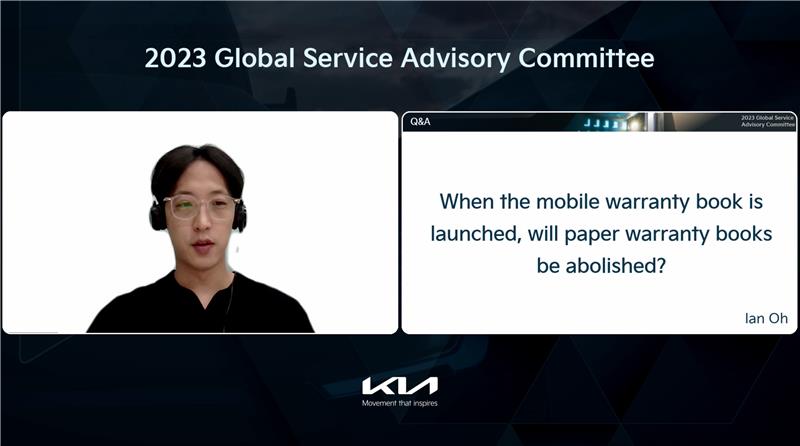 2023 Global Service Advisory Committee
Q&A
2023 Global Service
Advisory Committee
When the mobile warranty book is
launched, will paper warranty books
be abolished?
Ian Oh
KIA
Movement that inspires